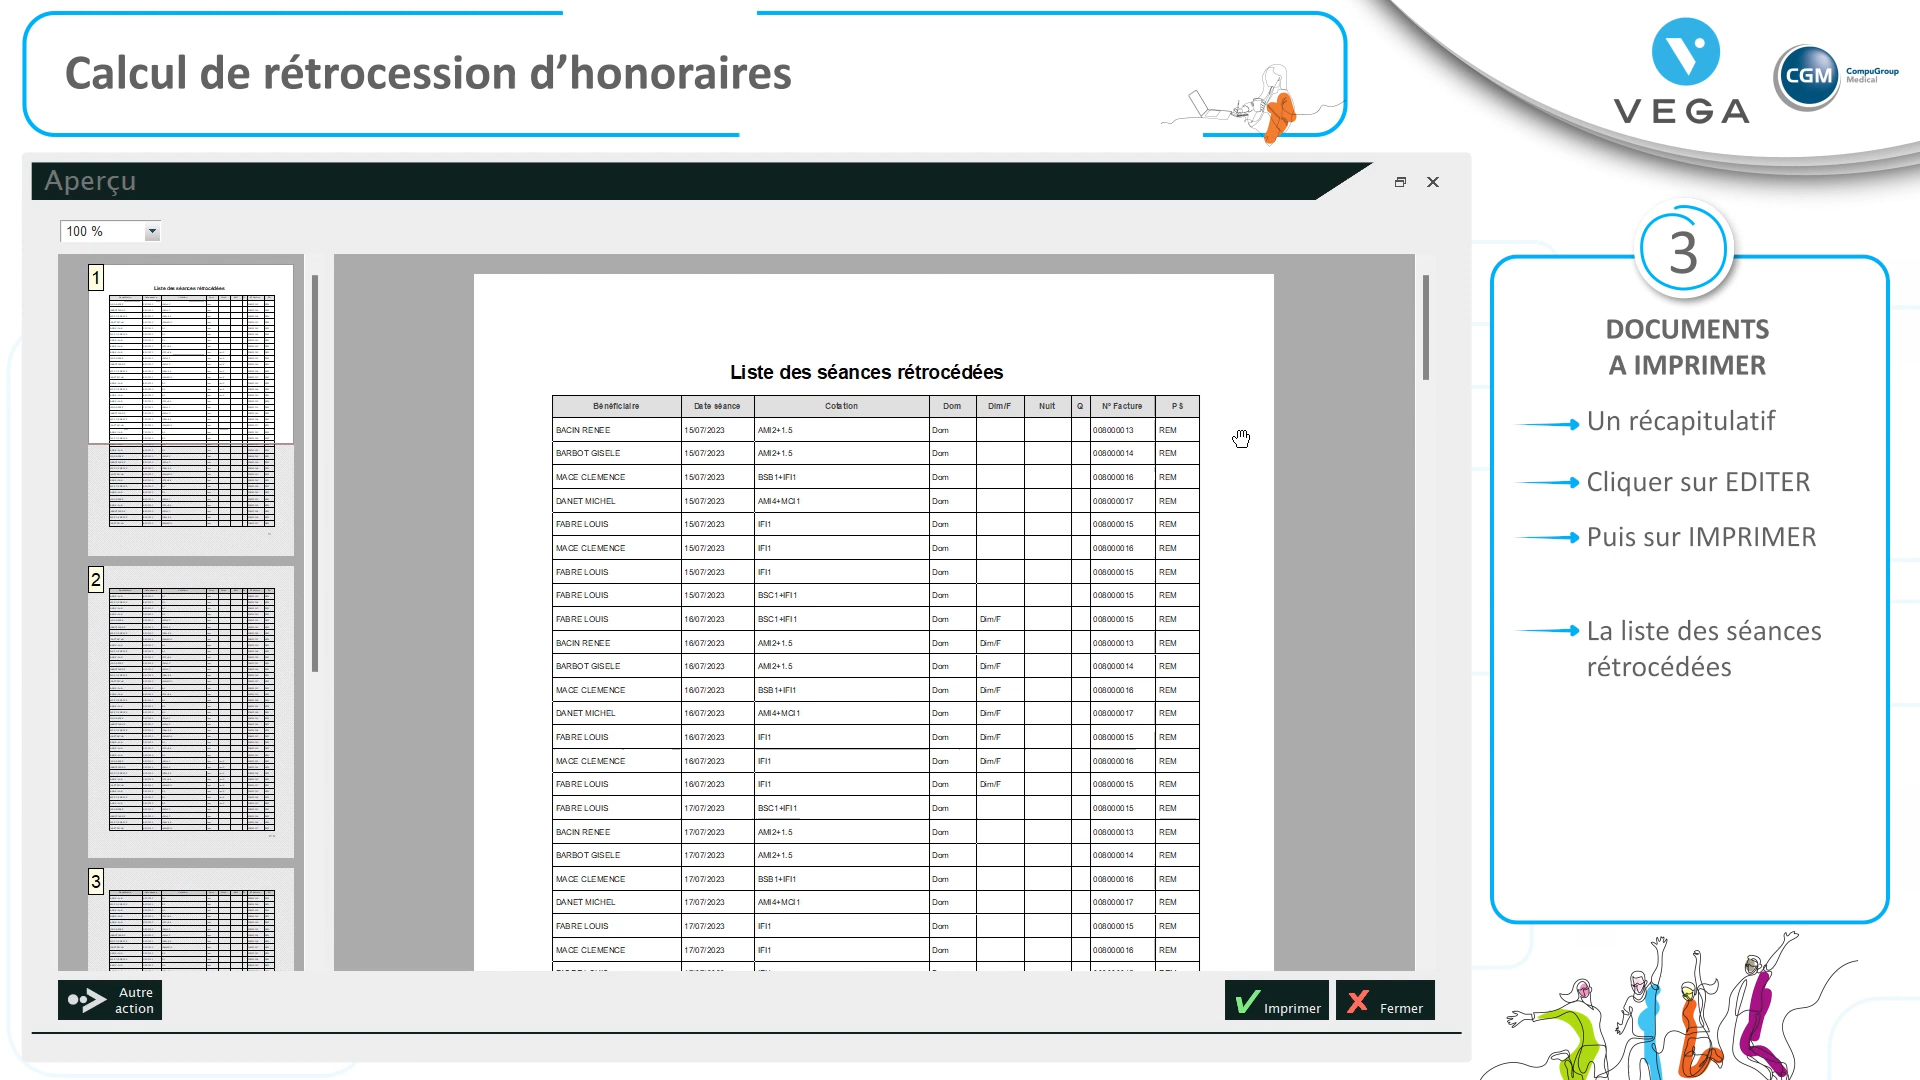 Calcul de rétrocession d’honoraires
VEGA
CGM CompuGroup
Medical
Aperçu
100 %
1
Liste des séances rétrocédées
2
3
Liste des séances rétrocédées
Bénéficiaire Date séance Cotation Dom Dim/F Nuit Q N° Facture P S
BACIN RENEE 15/07/2023 AMI2+1.5 Dom 008000013 REM
BARBOT GISELE 15/07/2023 AMI2+1.5 Dom 008000014 REM
MACE CLEMENCE 15/07/2023 BSB1+IFI1 Dom 008000016 REM
DANET MICHEL 15/07/2023 AMI4+MCI1 Dom 008000017 REM
FABRE LOUIS 15/07/2023 IFI1 Dom 008000015 REM
MACE CLEMENCE 15/07/2023 IFI1 Dom 008000016 REM
FABRE LOUIS 15/07/2023 IFI1 Dom 008000015 REM
FABRE LOUIS 15/07/2023 BSC1+IFI1 Dom 008000015 REM
FABRE LOUIS 16/07/2023 BSC1+IFI1 Dom Dim/F 008000015 REM
BACIN RENEE 16/07/2023 AMI2+1.5 Dom Dim/F 008000013 REM
BARBOT GISELE 16/07/2023 AMI2+1.5 Dom Dim/F 008000014 REM
MACE CLEMENCE 16/07/2023 BSB1+IFI1 Dom Dim/F 008000016 REM
DANET MICHEL 16/07/2023 AMI4+MCI1 Dom Dim/F 008000017 REM
FABRE LOUIS 16/07/2023 IFI1 Dom Dim/F 008000015 REM
MACE CLEMENCE 16/07/2023 IFI1 Dom Dim/F 008000016 REM
FABRE LOUIS 16/07/2023 IFI1 Dom Dim/F 008000015 REM
FABRE LOUIS 17/07/2023 BSC1+IFI1 Dom 008000015 REM
BACIN RENEE 17/07/2023 AMI2+1.5 Dom 008000013 REM
BARBOT GISELE 17/07/2023 AMI2+1.5 Dom 008000014 REM
MACE CLEMENCE 17/07/2023 BSB1+IFI1 Dom 008000016 REM
DANET MICHEL 17/07/2023 AMI4+MCI1 Dom 008000017 REM
FABRE LOUIS 17/07/2023 IFI1 Dom 008000015 REM
MACE CLEMENCE 17/07/2023 IFI1 Dom 008000016 REM
Autre
action
Imprimer
Fermer
3
DOCUMENTS
A IMPRIMER
Un récapitulatif
Cliquer sur EDITER
Puis sur IMPRIMER
La liste des séances
rétrocédées